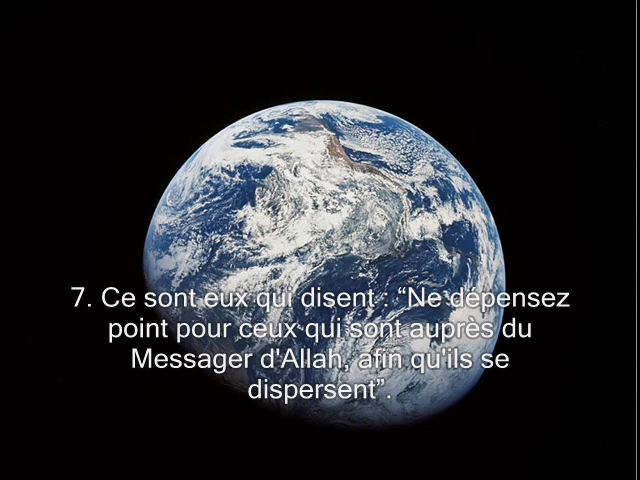 7. Ce sont eux qui disent : “Ne dépensez
point pour ceux qui sont auprès du
Messager d'Allah, afin qu'ils se
dispersent”.